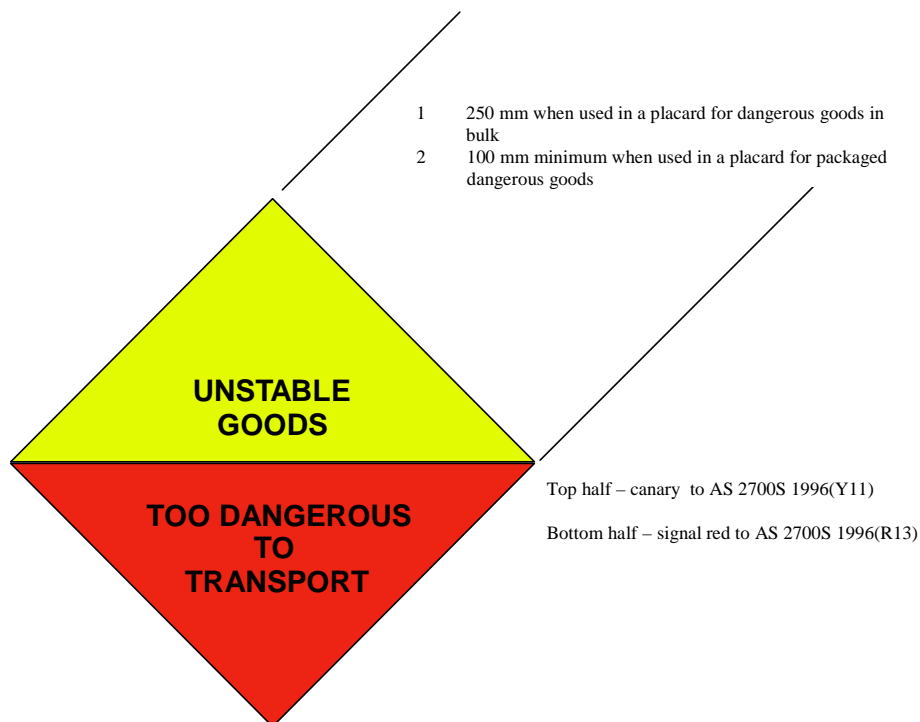 1 250 mm when used in a placard for dangerous goods in
bulk
2 100 mm minimum when used in a placard for packaged
dangerous goods
UNSTABLE
GOODS
TOO DANGEROUS
TO
TRANSPORT
Top half – canary to AS 2700S 1996(Y11)
Bottom half – signal red to AS 2700S 1996(R13)